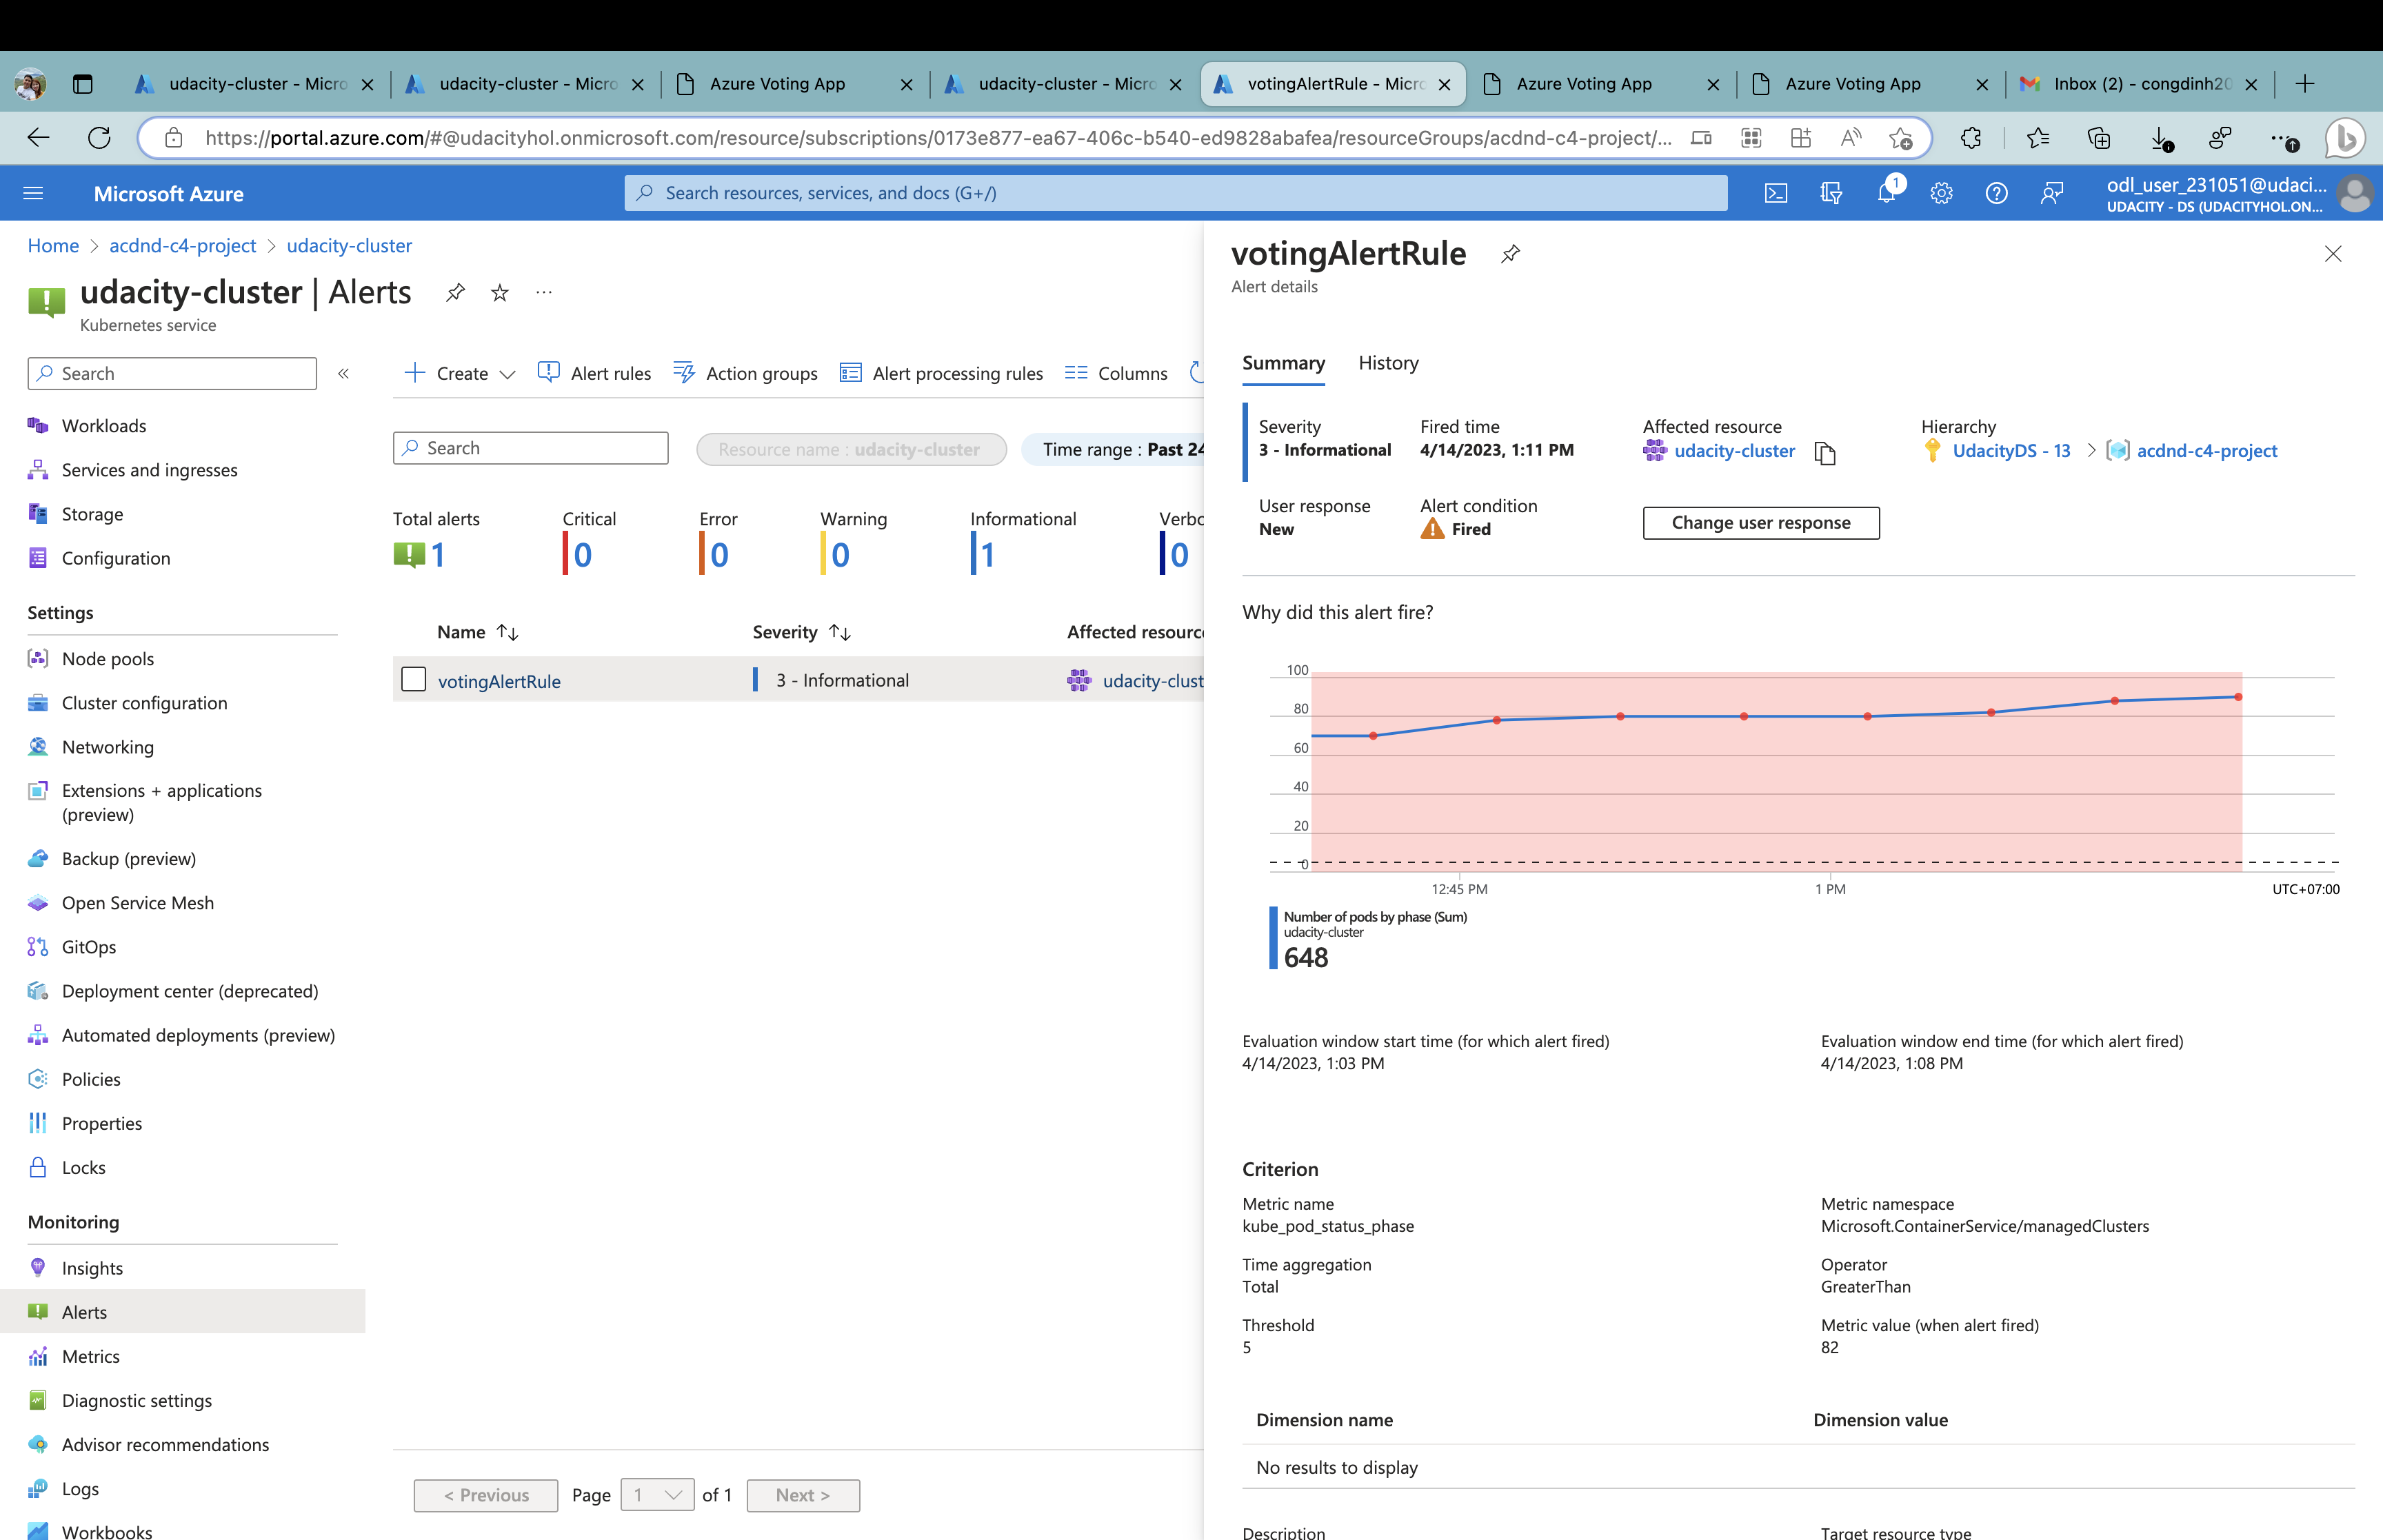 udacity-cluster - Micro
udacity-cluster - Micro
Azure Voting App
udacity-cluster - Micro
votingAlertRule - Micro
Azure Voting App
Azure Voting App
Inbox (2) - congdinh20
https://portal.azure.com/#@udacityhol.onmicrosoft.com/resource/subscriptions/0173e877-ea67-406c-b540-ed9828abafea/resourceGroups/acdnd-c4-project/...
Microsoft Azure
Search resources, services, and docs (G+/)
1
odl_user_231051@udaci...
UDACITY - DS (UDACITYHOL.ON...
Home > acdnd-c4-project > udacity-cluster
udacity-cluster | Alerts
...
Kubernetes service
Search
«
Workloads
Services and ingresses
Storage
Configuration
Settings
Node pools
Cluster configuration
Networking
Extensions + applications
(preview)
Backup (preview)
Open Service Mesh
GitOps
Deployment center (deprecated)
Automated deployments (preview)
Policies
Properties
Locks
Monitoring
Insights
Alerts
Metrics
Diagnostic settings
Advisor recommendations
Logs
Workbooks
Create
Alert rules
Action groups
Alert processing rules
Columns
Search
Resource name : udacity-cluster
Time range : Past 24
Total alerts
1
Critical
0
Error
0
Warning
0
Informational
1
Verbo
0
Name ↑↓
Severity ↑↓
Affected resource
votingAlertRule
3 - Informational
udacity-clust
< Previous
Page
1
of 1
Next >
votingAlertRule
Alert details
Summary
History
Severity
3 - Informational
Fired time
4/14/2023, 1:11 PM
Affected resource
udacity-cluster
Hierarchy
UdacityDS - 13 > acdnd-c4-project
User response
New
Alert condition
Fired
Change user response
Why did this alert fire?
100
80
60
40
20
0
12:45 PM
1 PM
UTC+07:00
Number of pods by phase (Sum)
udacity-cluster
648
Evaluation window start time (for which alert fired)
4/14/2023, 1:03 PM
Evaluation window end time (for which alert fired)
4/14/2023, 1:08 PM
Criterion
Metric name
kube_pod_status_phase
Metric namespace
Microsoft.ContainerService/managedClusters
Time aggregation
Total
Operator
GreaterThan
Threshold
5
Metric value (when alert fired)
82
Dimension name
Dimension value
No results to display
Description
Target resource type